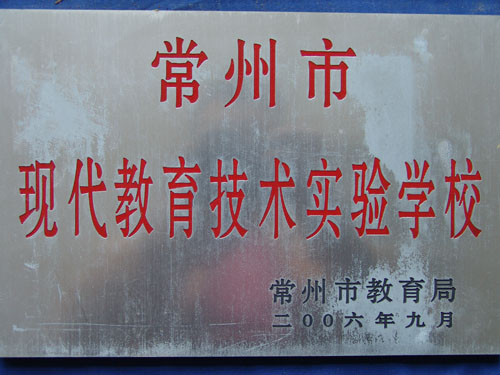 常州市
现代教育技术实验学校
常州市教育局
二00六年九月